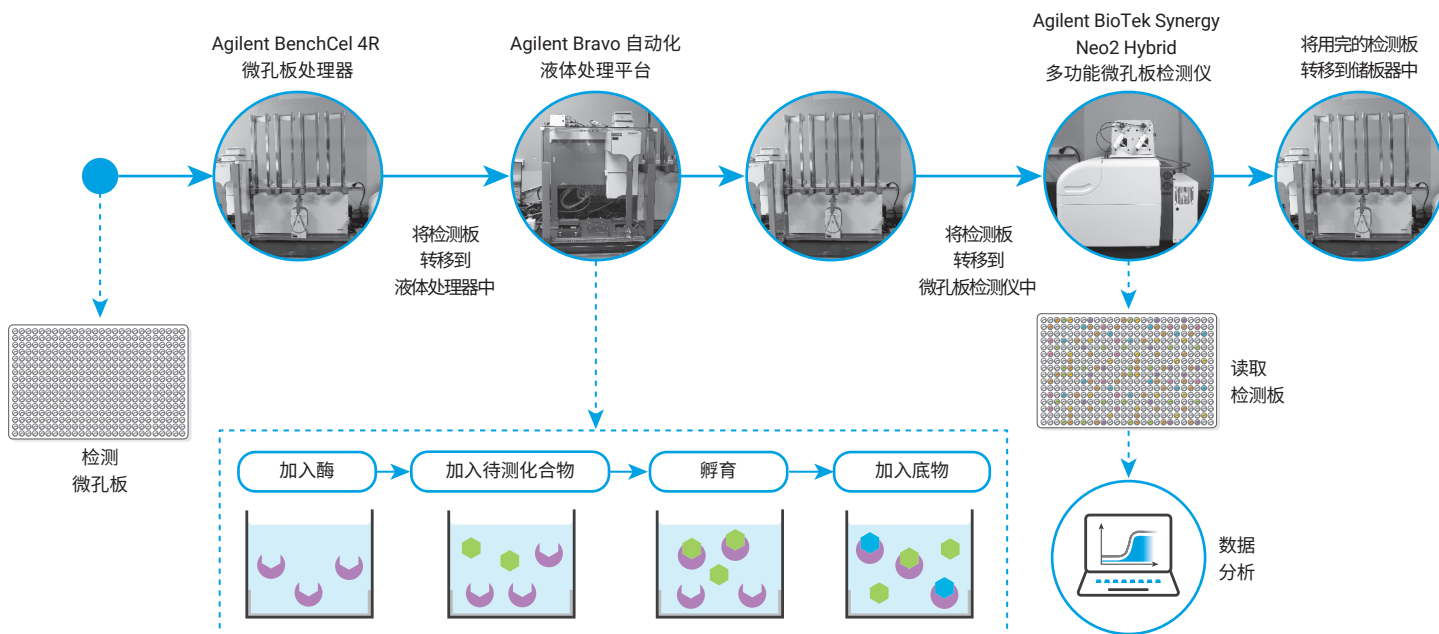 Agilent BenchCel 4R
微孔板处理器
Agilent Bravo 自动化
液体处理平台
Agilent BioTek Synergy
Neo2 Hybrid
多功能微孔板检测仪
将用完的检测板
转移到储板器中
将检测板
转移到
液体处理器中
将检测板
转移到
微孔板检测仪中
检测
微孔板
读取
检测板
加入酶
加入待测化合物
孵育
加入底物
数据
分析